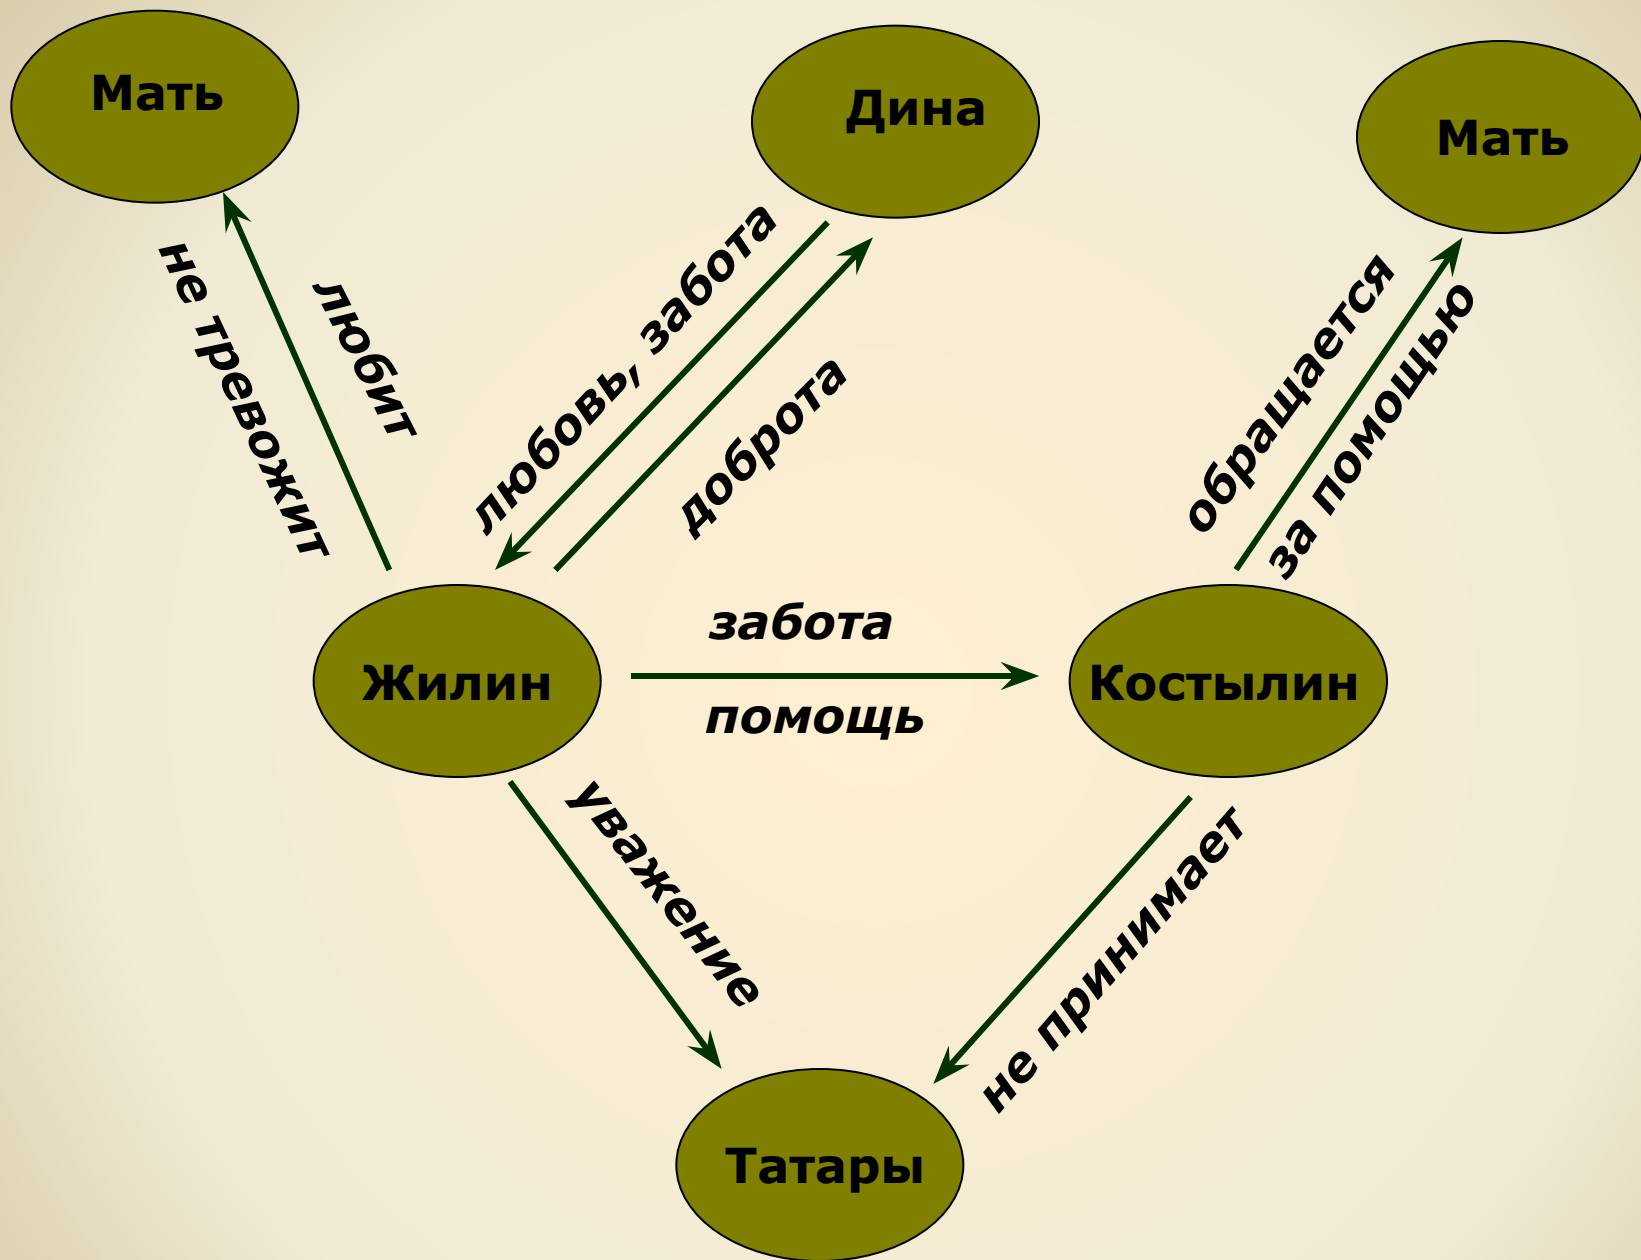 Мать
Дина
Мать
не тревожит
любит
любовь, забота
доброта
обращается
за помощью
забота
Жилин
Костылин
помощь
уважение
не принимает
Татары